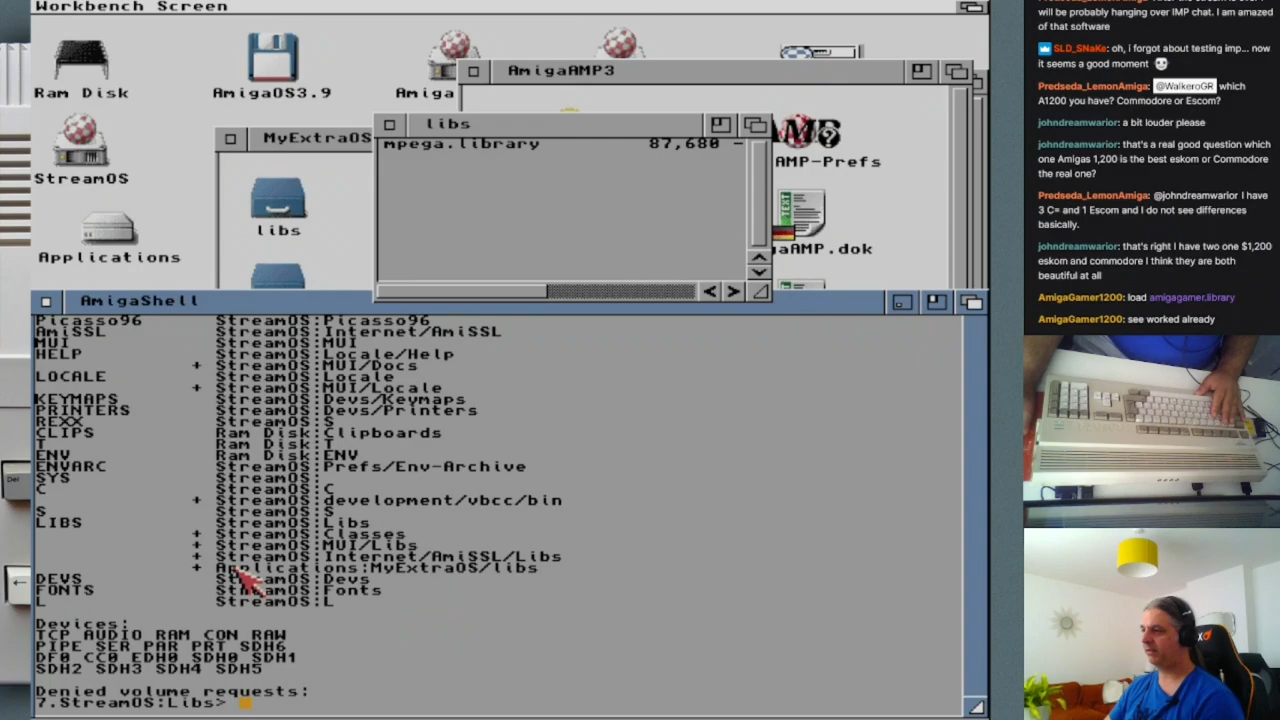 Workbench Screen
Ram Disk
AmigaOS3.9
Amiga
AmigaAMP3
StreamOS
MyExtraOS
libs
libs
mpega.library 87,680 -
AMP
AMP-Prefs
TEXT
gaAMP.dok
Applications
AmigaShell
Picasso96 StreamOS:Picasso96
AmiSSL StreamOS:Internet/AmiSSL
MUI StreamOS:MUI
HELP StreamOS:Locale/Help
+ StreamOS:MUI/Docs
LOCALE StreamOS:Locale
+ StreamOS:MUI/Locale
KEYMAPS StreamOS:Devs/Keymaps
PRINTERS StreamOS:Devs/Printers
REXX StreamOS:S
CLIPS Ram Disk:Clipboards
T Ram Disk:T
ENV Ram Disk:ENV
ENVARC StreamOS:Prefs/Env-Archive
SYS StreamOS:
C StreamOS:C
+ StreamOS:development/vbcc/bin
S StreamOS:S
LIBS StreamOS:Libs
+ StreamOS:Classes
+ StreamOS:MUI/Libs
+ StreamOS:Internet/AmiSSL/Libs
+ Applications:MyExtraOS/libs
DEVS StreamOS:Devs
FONTS StreamOS:Fonts
L StreamOS:L
Devices:
TCP AUDIO RAM CON RAW
PIPE SER PAR PRT SDH6
DF0 CC0 EDH0 SDH0 SDH1
SDH2 SDH3 SDH4 SDH5
Denied volume requests:
7.StreamOS:Libs>
will be probably hanging over IMP chat. I am amazed
of that software
SLD_SNaKe: oh, i forgot about testing imp... now
it seems a good moment
Predseda_LemonAmiga: @WalkeroGR which
A1200 you have? Commodore or Escom?
johndreamwarior: a bit louder please
johndreamwarior: that's a real good question which
one Amigas 1,200 is the best eskom or Commodore
the real one?
Predseda_LemonAmiga: @johndreamwarior I have
3 C= and 1 Escom and I do not see differences
basically.
johndreamwarior: that's right I have two one $1,200
eskom and commodore I think they are both
beautiful at all
AmigaGamer1200: load amigagamer.library
AmigaGamer1200: see worked already
Del